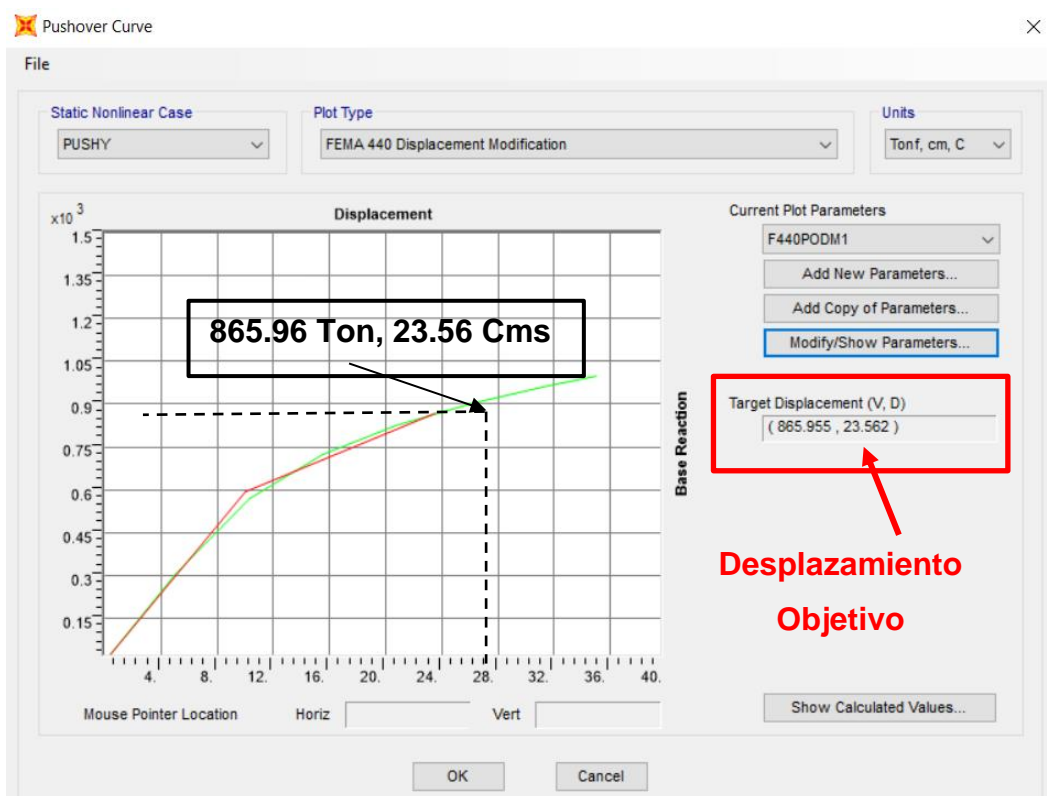 Pushover Curve
File
Static Nonlinear Case
PUSHY
Plot Type
FEMA 440 Displacement Modification
Units
Tonf, cm, C
x10 3
Displacement
1.5
1.35
1.2
1.05
0.9
0.75
0.6
0.45
0.3
0.15
4. 8. 12. 16. 20. 24. 28. 32. 36. 40.
865.96 Ton, 23.56 Cms
Base Reaction
Mouse Pointer Location Horiz Vert
Current Plot Parameters
F440PODM1
Add New Parameters...
Add Copy of Parameters...
Modify/Show Parameters...
Target Displacement (V, D)
( 865.955 , 23.562 )
Desplazamiento
Objetivo
Show Calculated Values...
OK Cancel